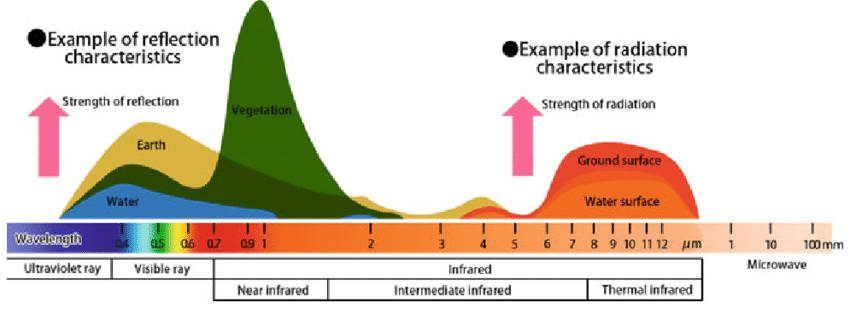 ●Example of reflection
characteristics
Strength of reflection
Earth
Vegetation
Water
●Example of radiation
characteristics
Strength of radiation
Ground surface
Water surface
Wavelength 0.4 0.5 0.6 0.7 0.9 1 2 3 4 5 6 7 8 9 10 11 12 μm 1 10 100 mm
Ultraviolet ray Visible ray Infrared Microwave
Near infrared Intermediate infrared Thermal infrared